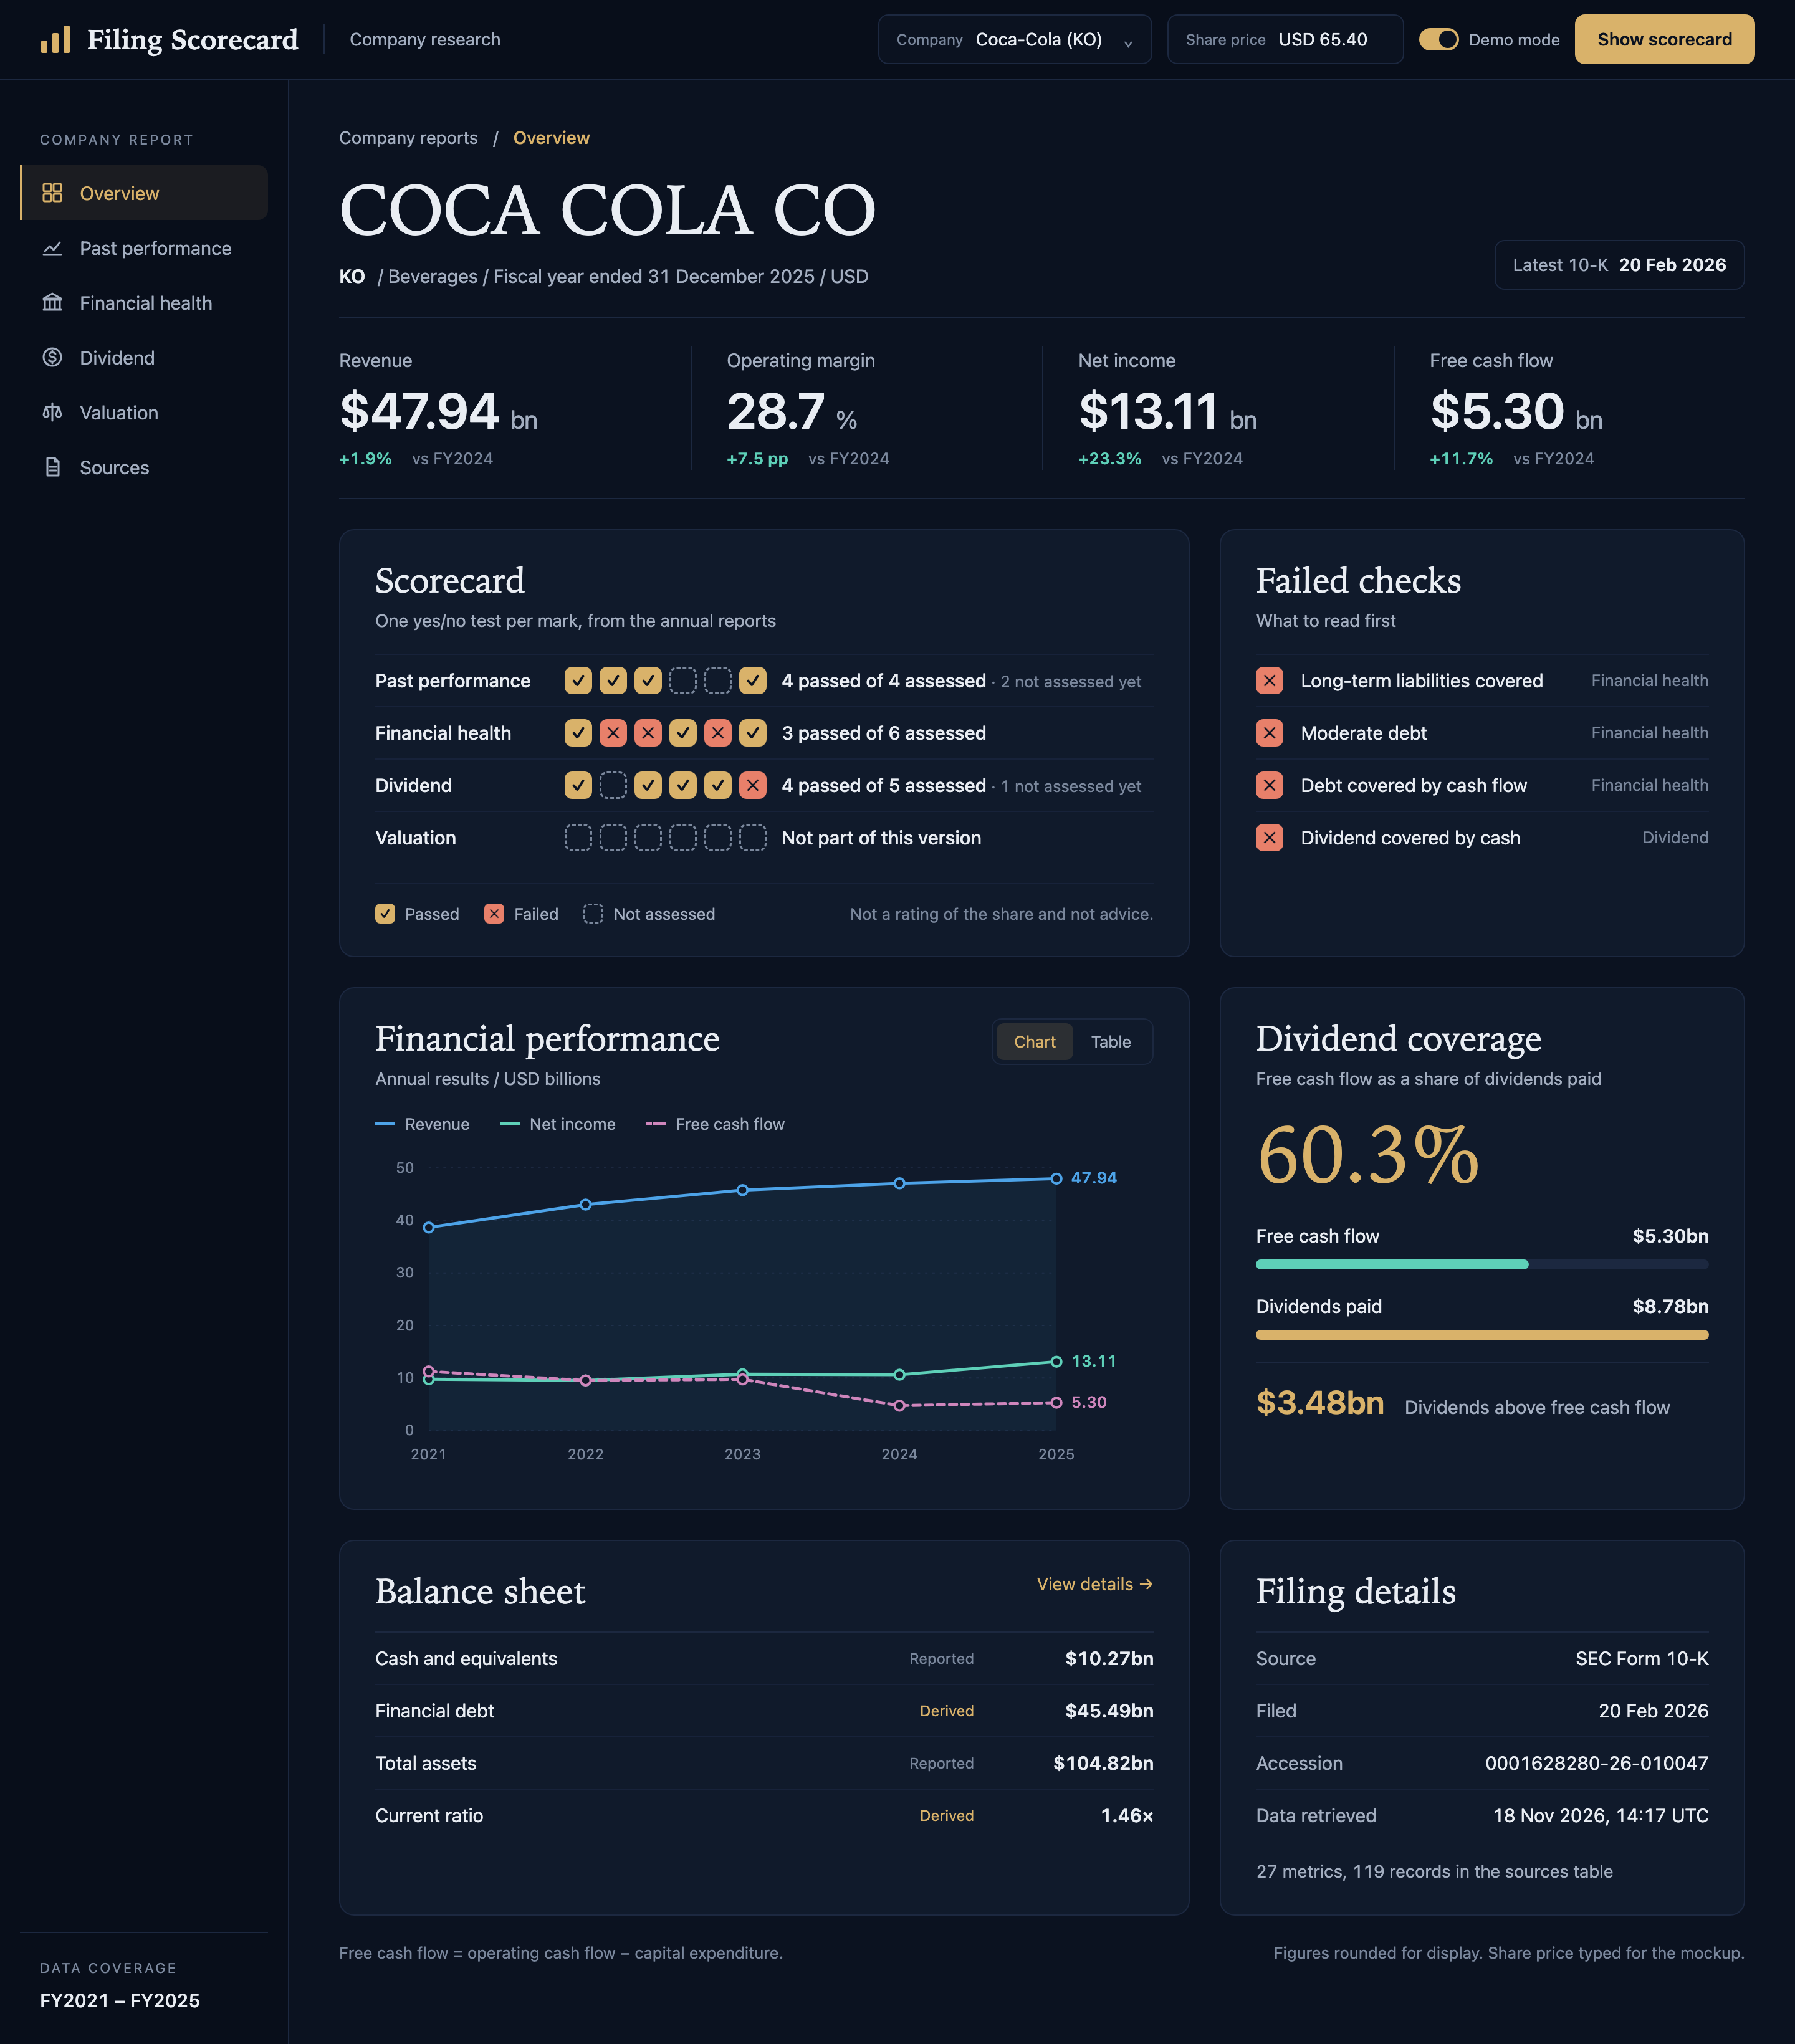 Filing Scorecard
Company research
Company Coca-Cola (KO)
Share price USD 65.40
Demo mode
Show scorecard
COMPANY REPORT
Overview
Past performance
Financial health
Dividend
Valuation
Sources
DATA COVERAGE
FY2021 – FY2025
Company reports / Overview
COCA COLA CO
KO / Beverages / Fiscal year ended 31 December 2025 / USD
Latest 10-K 20 Feb 2026
Revenue
$47.94 bn
+1.9% vs FY2024
Operating margin
28.7 %
+7.5 pp vs FY2024
Net income
$13.11 bn
+23.3% vs FY2024
Free cash flow
$5.30 bn
+11.7% vs FY2024
Scorecard
One yes/no test per mark, from the annual reports
Past performance 4 passed of 4 assessed · 2 not assessed yet
Financial health 3 passed of 6 assessed
Dividend 4 passed of 5 assessed · 1 not assessed yet
Valuation Not part of this version
Passed Failed Not assessed Not a rating of the share and not advice.
Failed checks
What to read first
Long-term liabilities covered Financial health
Moderate debt Financial health
Debt covered by cash flow Financial health
Dividend covered by cash Dividend
Financial performance
Annual results / USD billions
Chart Table
Revenue Net income Free cash flow
50
40
30
20
10
0
47.94
13.11
5.30
2021 2022 2023 2024 2025
Dividend coverage
Free cash flow as a share of dividends paid
60.3%
Free cash flow $5.30bn
Dividends paid $8.78bn
$3.48bn Dividends above free cash flow
Balance sheet
View details →
Cash and equivalents Reported $10.27bn
Financial debt Derived $45.49bn
Total assets Reported $104.82bn
Current ratio Derived 1.46×
Filing details
Source SEC Form 10-K
Filed 20 Feb 2026
Accession 0001628280-26-010047
Data retrieved 18 Nov 2026, 14:17 UTC
27 metrics, 119 records in the sources table
Free cash flow = operating cash flow – capital expenditure.
Figures rounded for display. Share price typed for the mockup.